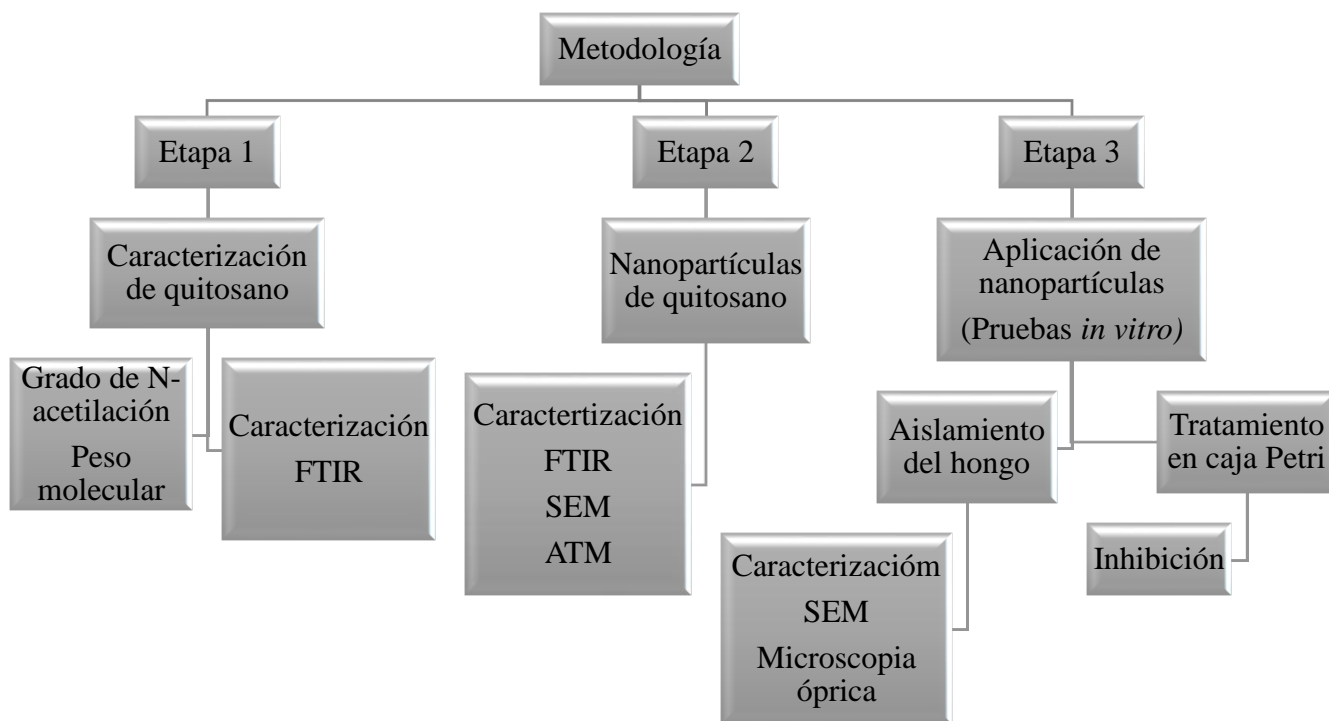 Metodología
Etapa 1
Etapa 2
Etapa 3
Caracterización
de quitosano
Nanopartículas
de quitosano
Aplicación de
nanopartículas
(Pruebas in vitro)
Grado de N-
acetilación
Peso
molecular
Caracterización
FTIR
Caractertización
FTIR
SEM
ATM
Aislamiento
del hongo
Tratamiento
en caja Petri
Caracterizacióm
SEM
Microscopia
óprica
Inhibición